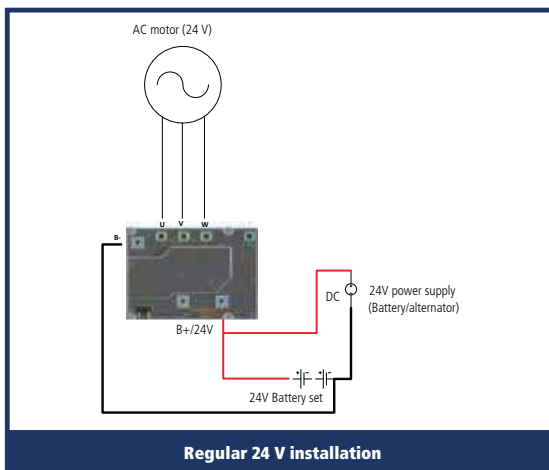 AC motor (24 V)
U V W
B-
DC
24V power supply
(Battery/alternator)
B+/24V
+ - + -
24V Battery set
Regular 24 V installation